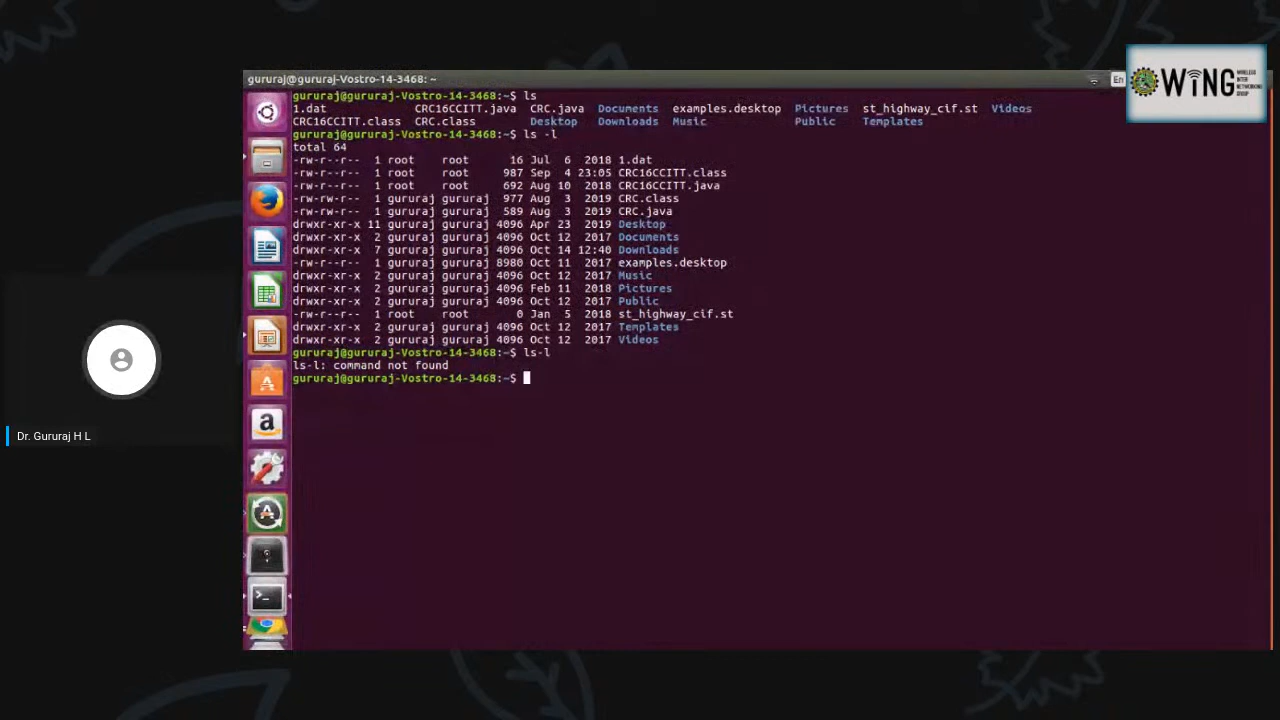 gururaj@gururaj-Vostro-14-3468: ~
En
WiNG WIRELESS INTER NETWORKING GROUP
gururaj@gururaj-Vostro-14-3468:~$ ls
1.dat CRC16CCITT.java CRC.java Documents examples.desktop Pictures st_highway_cif.st Videos
CRC16CCITT.class CRC.class Desktop Downloads Music Public Templates
gururaj@gururaj-Vostro-14-3468:~$ ls -l
total 64
-rw-r--r-- 1 root root 16 Jul 6 2018 1.dat
-rw-r--r-- 1 root root 987 Sep 4 23:05 CRC16CCITT.class
-rw-r--r-- 1 root root 692 Aug 10 2018 CRC16CCITT.java
-rw-rw-r-- 1 gururaj gururaj 977 Aug 3 2019 CRC.class
-rw-rw-r-- 1 gururaj gururaj 589 Aug 3 2019 CRC.java
drwxr-xr-x 11 gururaj gururaj 4096 Apr 23 2019 Desktop
drwxr-xr-x 2 gururaj gururaj 4096 Oct 12 2017 Documents
drwxr-xr-x 7 gururaj gururaj 4096 Oct 14 12:40 Downloads
-rw-r--r-- 1 gururaj gururaj 8980 Oct 11 2017 examples.desktop
drwxr-xr-x 2 gururaj gururaj 4096 Oct 12 2017 Music
drwxr-xr-x 2 gururaj gururaj 4096 Feb 11 2018 Pictures
drwxr-xr-x 2 gururaj gururaj 4096 Oct 12 2017 Public
-rw-r--r-- 1 root root 0 Jan 5 2018 st_highway_cif.st
drwxr-xr-x 2 gururaj gururaj 4096 Oct 12 2017 Templates
drwxr-xr-x 2 gururaj gururaj 4096 Oct 12 2017 Videos
gururaj@gururaj-Vostro-14-3468:~$ ls-l
ls-l: command not found
gururaj@gururaj-Vostro-14-3468:~$
Dr. Gururaj H L